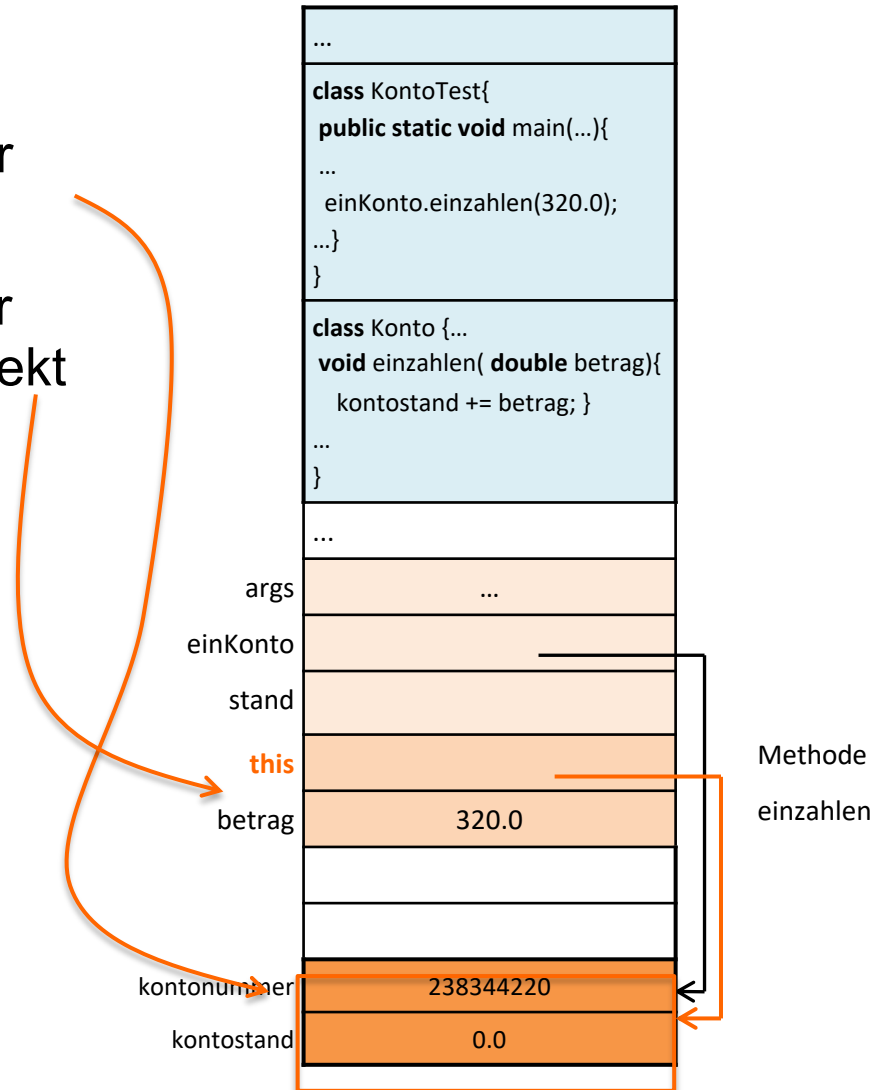 r
r
ekt
...
class KontoTest{
public static void main(...){
...
einKonto.einzahlen(320.0);
...}
}
class Konto {...
void einzahlen( double betrag){
kontostand += betrag; }
...
}
...
args ...
einKonto
stand
this
betrag 320.0
Methode
einzahlen
kontonummer 238344220
kontostand 0.0